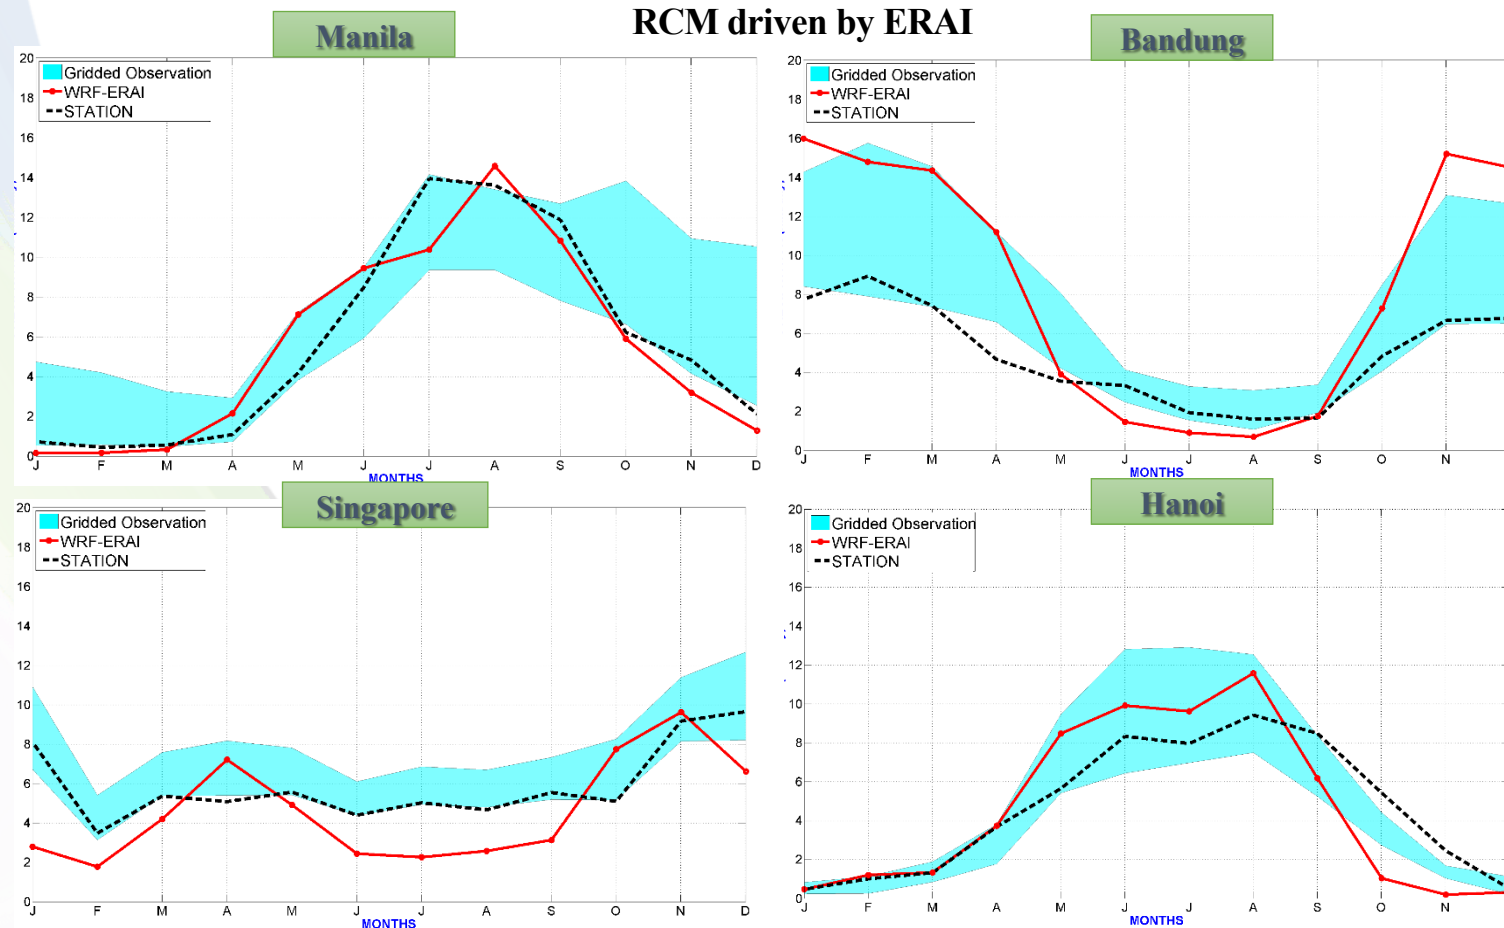 RCM driven by ERAI
Manila
20
18
16
14
12
10
8
6
4
2
0
Gridded Observation
WRF-ERAI
STATION
J F M A M J J A S O N D
MONTHS
Bandung
20
18
16
14
12
10
8
6
4
2
0
Gridded Observation
WRF-ERAI
STATION
J F M A M J J A S O N
MONTHS
Singapore
20
18
16
14
12
10
8
6
4
2
0
Gridded Observation
WRF-ERAI
STATION
J F M A M J J A S O N D
MONTHS
Hanoi
20
18
16
14
12
10
8
6
4
2
0
Gridded Observation
WRF-ERAI
STATION
J F M A M J J A S O N
MONTHS